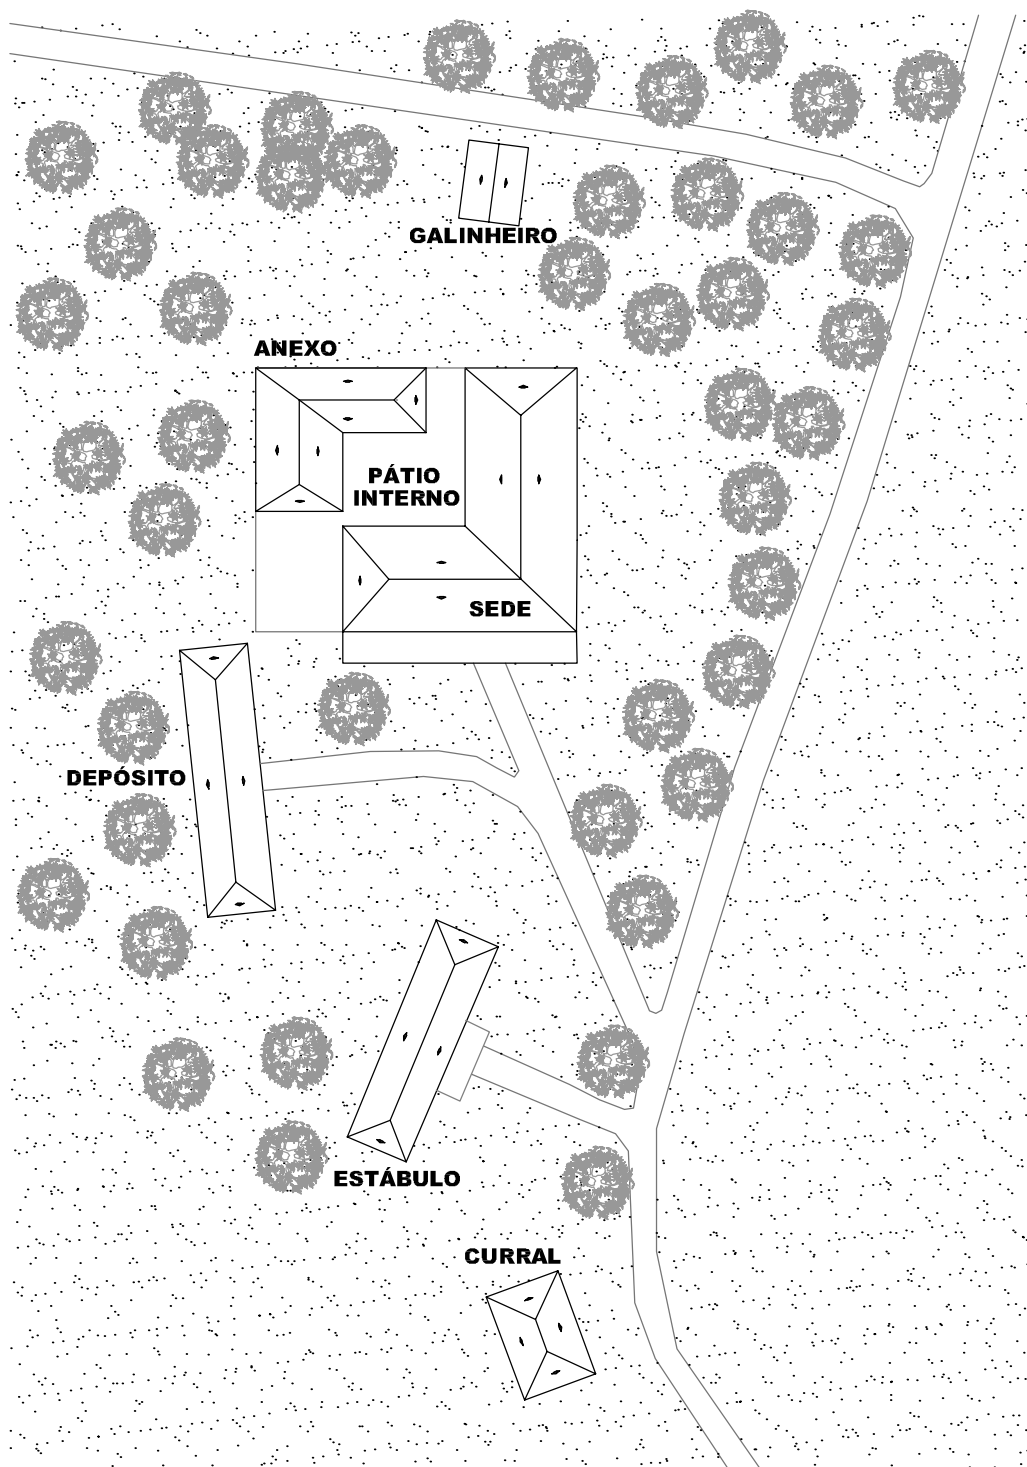 GALINHEIRO
ANEXO
PÁTIO
INTERNO
SEDE
DEPÓSITO
ESTÁBULO
CURRAL